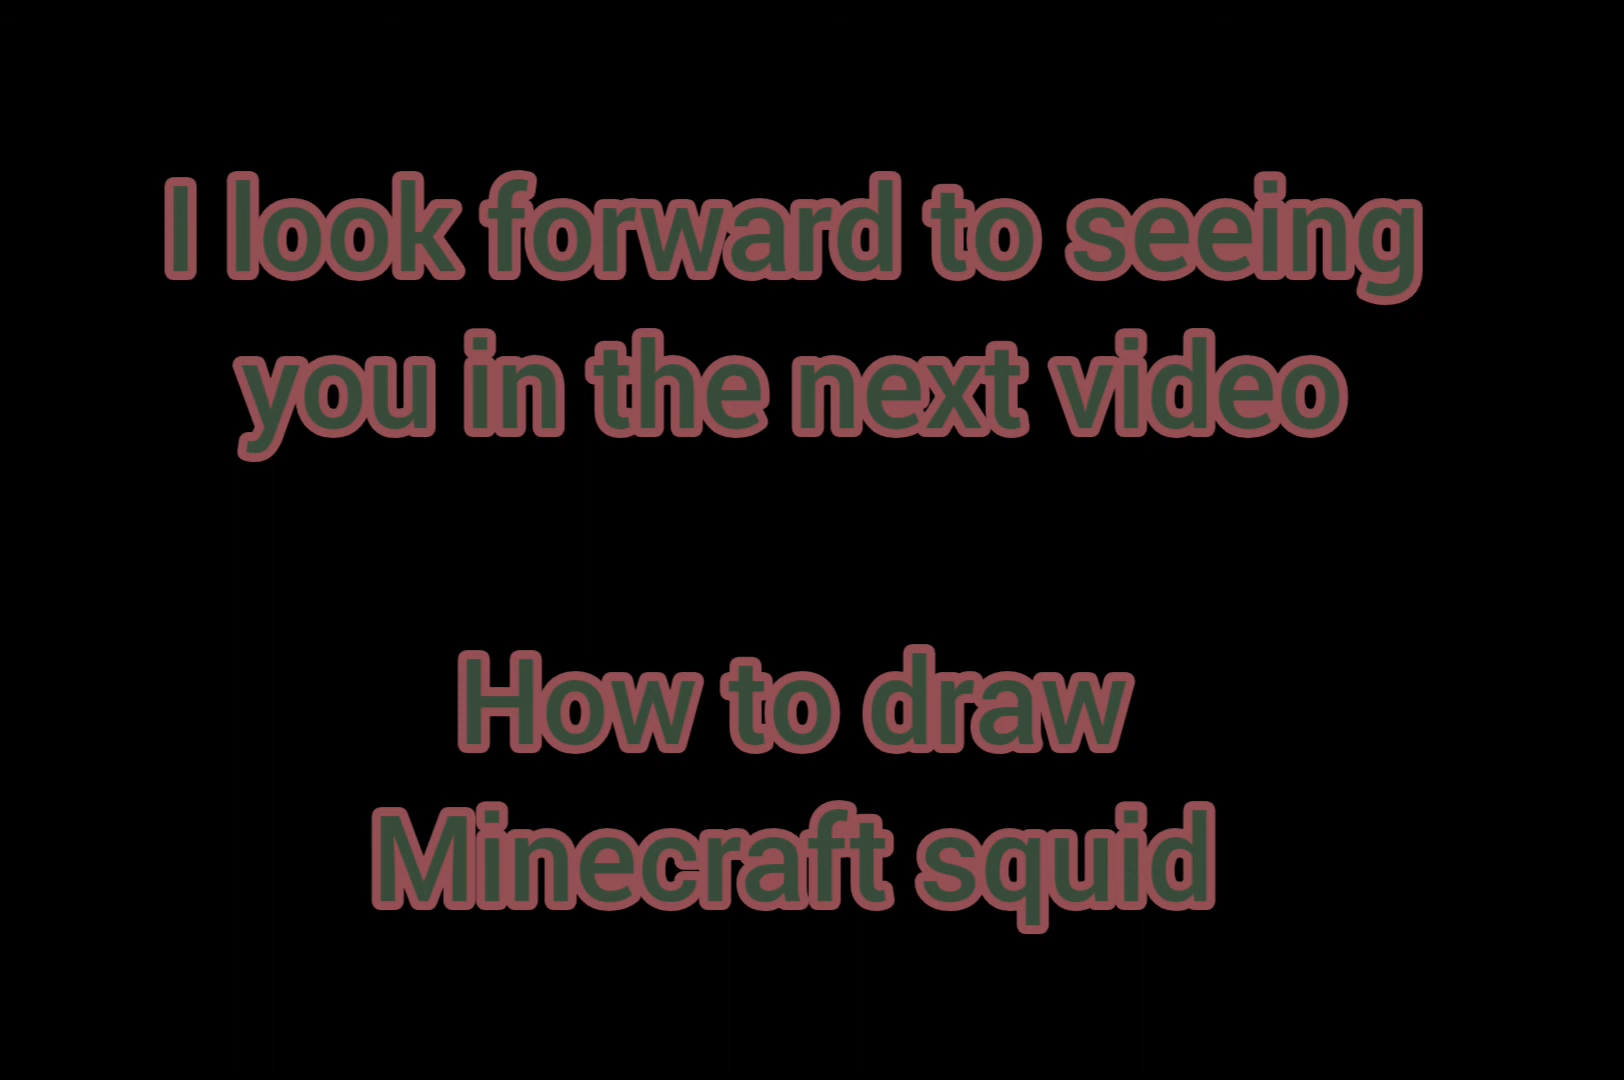 I look forward to seeing
you in the next video
How to draw
Minecraft squid